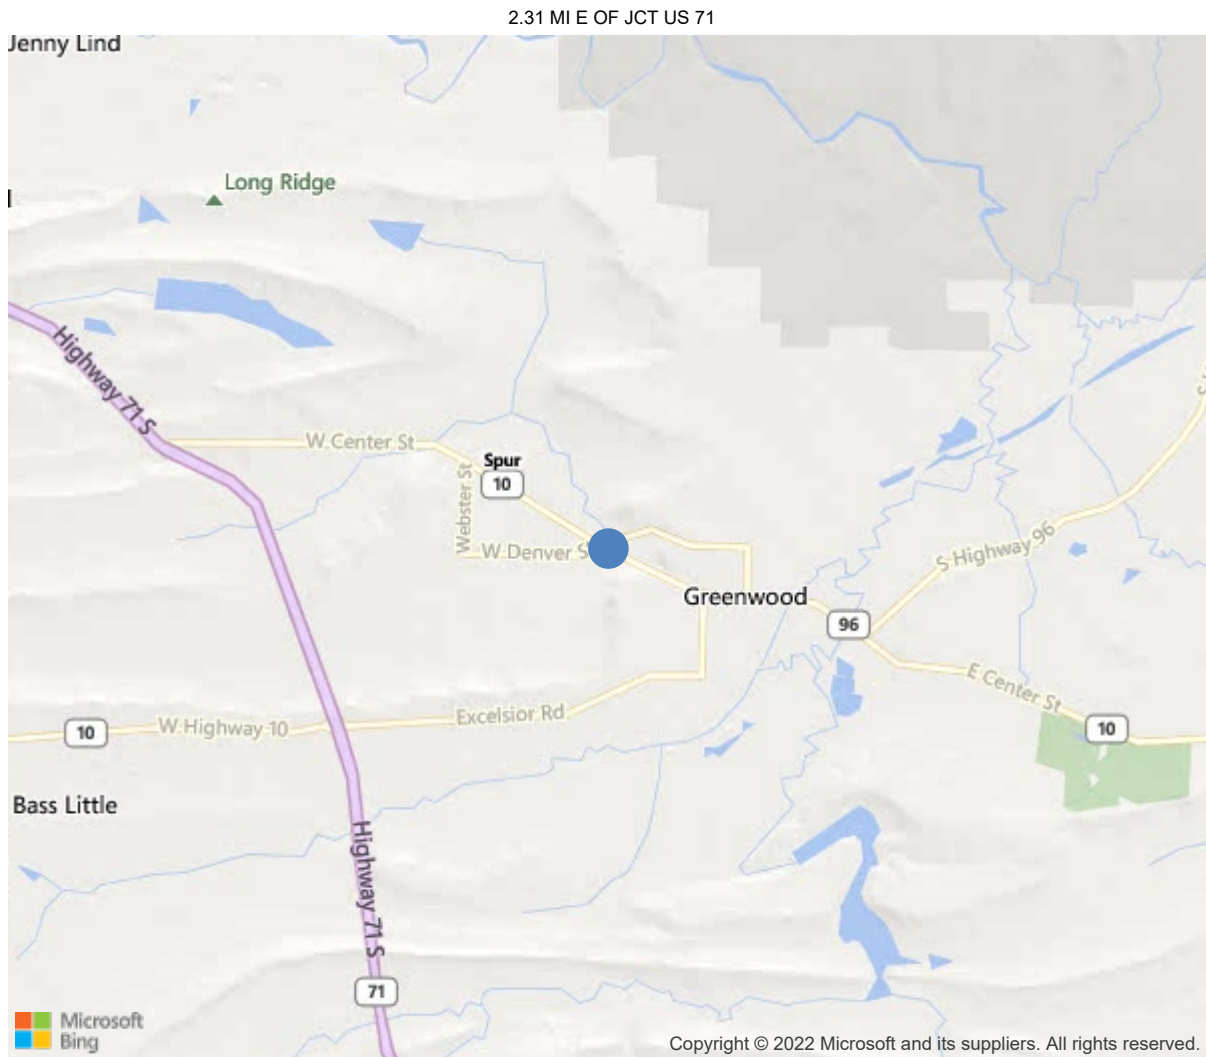 2.31 MI E OF JCT US 71
Jenny Lind
Long Ridge
Highway 71 S
W Center St
Spur
10
Webster St
W Denver S
S Highway 96
Greenwood
96
E Center St
10
Excelsior Rd
W Highway 10
10
Bass Little
Highway 71 S
71
Microsoft
Bing
Copyright © 2022 Microsoft and its suppliers. All rights reserved.